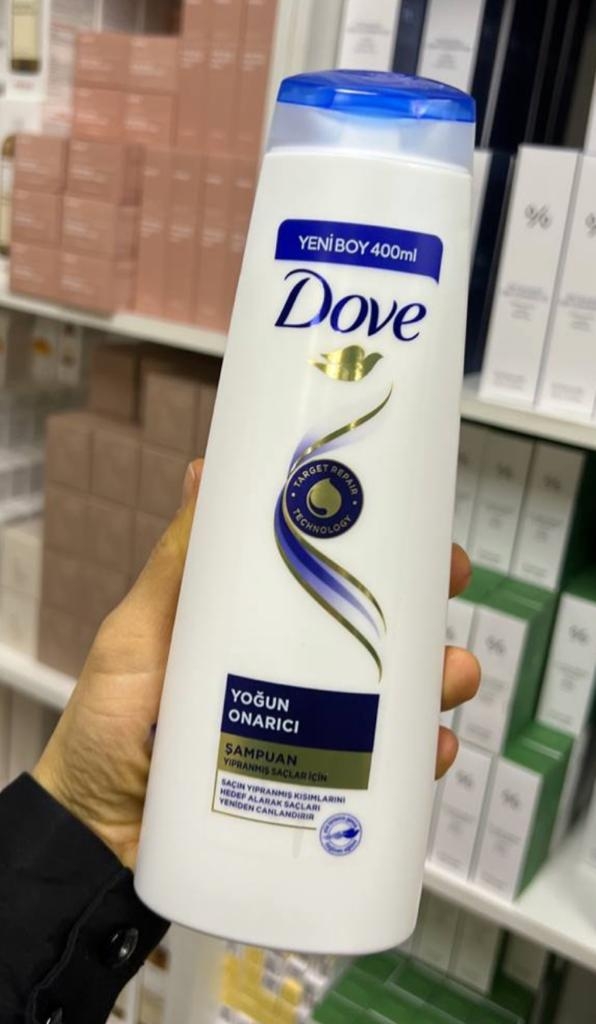 YENİ BOY 400ml
Dove
TARGET REPAIR
TECHNOLOGY
YOĞUN
ONARICI
ŞAMPUAN
YIPRANMIŞ SAÇLAR İÇİN
SAÇIN YIPRANMIŞ KISIMLARINI
HEDEF ALARAK SAÇLARI
YENİDEN CANLANDIRIR